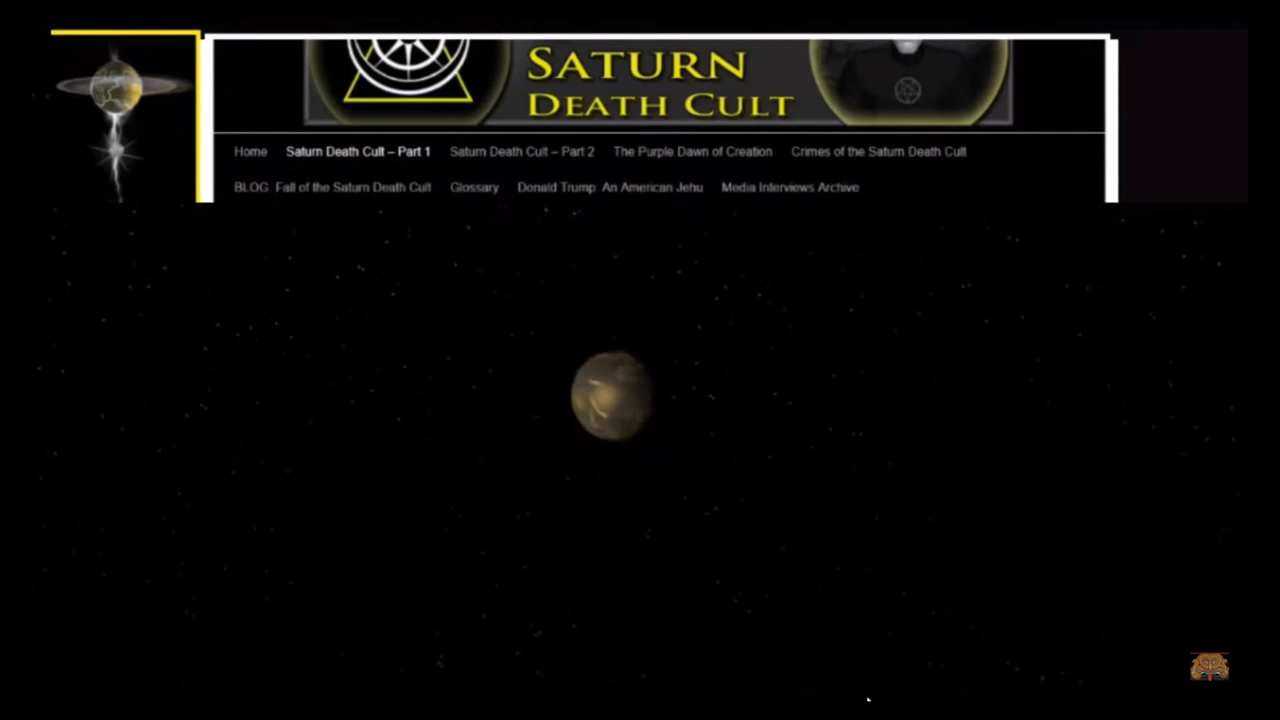 SATURN
DEATH CULT
Home Saturn Death Cult – Part 1 Saturn Death Cult – Part 2 The Purple Dawn of Creation Crimes of the Saturn Death Cult
BLOG: Fall of the Saturn Death Cult Glossary Donald Trump: An American Jehu Media Interviews Archive